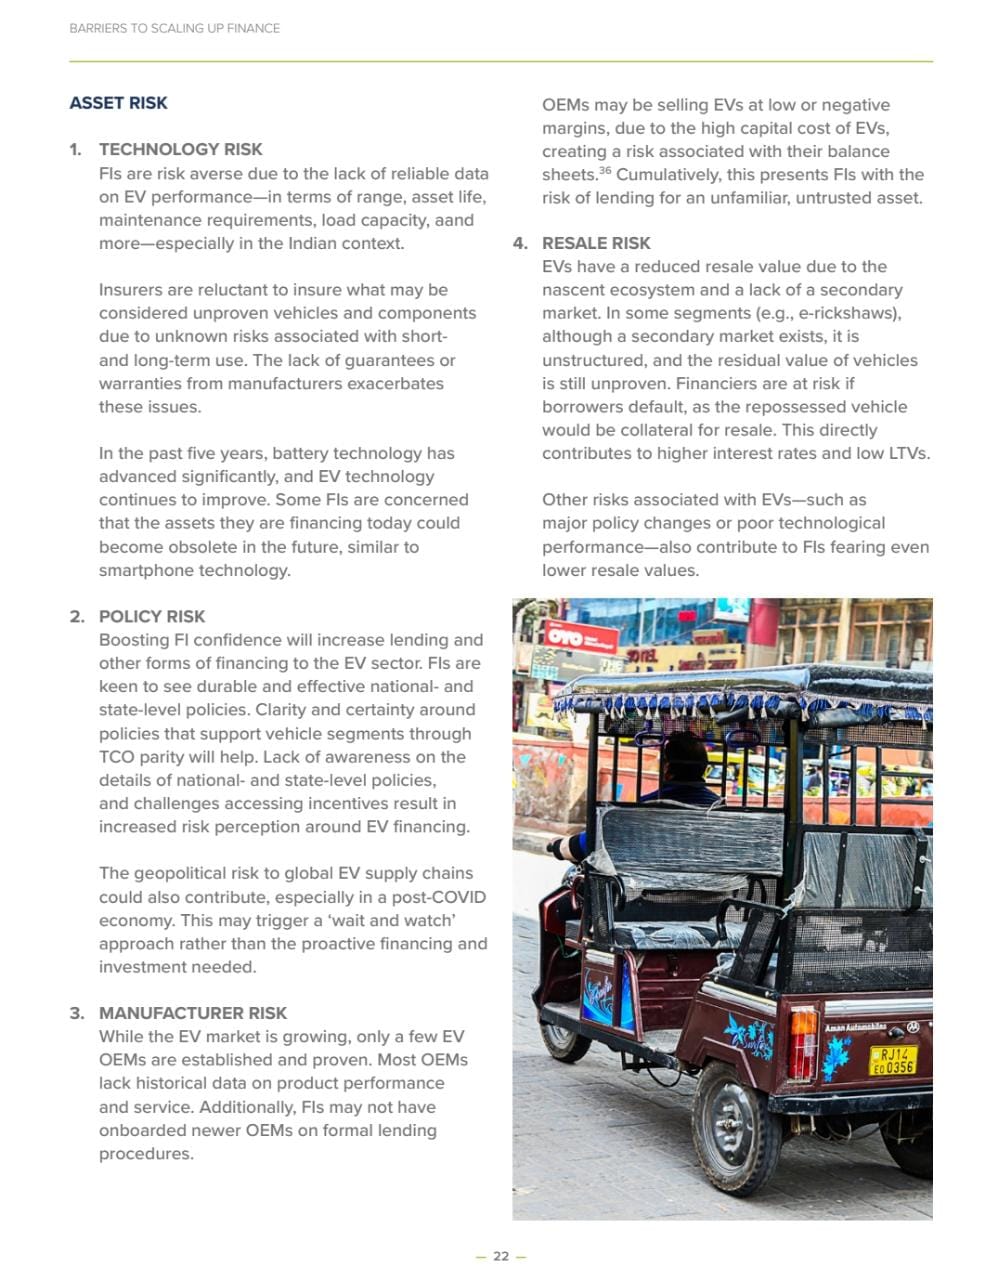 BARRIERS TO SCALING UP FINANCE
ASSET RISK
1. TECHNOLOGY RISK
FIs are risk averse due to the lack of reliable data
on EV performance—in terms of range, asset life,
maintenance requirements, load capacity, aand
more—especially in the Indian context.
Insurers are reluctant to insure what may be
considered unproven vehicles and components
due to unknown risks associated with short-
and long-term use. The lack of guarantees or
warranties from manufacturers exacerbates
these issues.
In the past five years, battery technology has
advanced significantly, and EV technology
continues to improve. Some FIs are concerned
that the assets they are financing today could
become obsolete in the future, similar to
smartphone technology.
2. POLICY RISK
Boosting FI confidence will increase lending and
other forms of financing to the EV sector. FIs are
keen to see durable and effective national- and
state-level policies. Clarity and certainty around
policies that support vehicle segments through
TCO parity will help. Lack of awareness on the
details of national- and state-level policies,
and challenges accessing incentives result in
increased risk perception around EV financing.
The geopolitical risk to global EV supply chains
could also contribute, especially in a post-COVID
economy. This may trigger a ‘wait and watch’
approach rather than the proactive financing and
investment needed.
3. MANUFACTURER RISK
While the EV market is growing, only a few EV
OEMs are established and proven. Most OEMs
lack historical data on product performance
and service. Additionally, FIs may not have
onboarded newer OEMs on formal lending
procedures.
OEMs may be selling EVs at low or negative
margins, due to the high capital cost of EVs,
creating a risk associated with their balance
sheets.36 Cumulatively, this presents FIs with the
risk of lending for an unfamiliar, untrusted asset.
4. RESALE RISK
EVs have a reduced resale value due to the
nascent ecosystem and a lack of a secondary
market. In some segments (e.g., e-rickshaws),
although a secondary market exists, it is
unstructured, and the residual value of vehicles
is still unproven. Financiers are at risk if
borrowers default, as the repossessed vehicle
would be collateral for resale. This directly
contributes to higher interest rates and low LTVs.
Other risks associated with EVs—such as
major policy changes or poor technological
performance—also contribute to FIs fearing even
lower resale values.
OYO
THE
Aman Automobiles
RJ14
EQ 0356
— 22 —